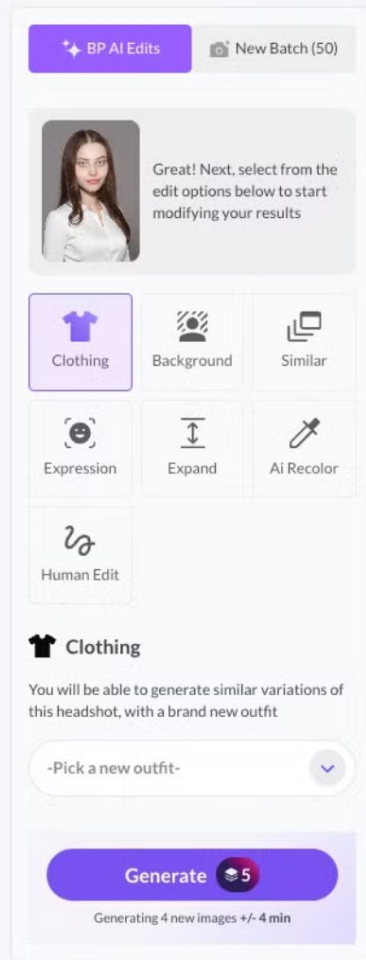 BP AI Edits
New Batch (50)
Great! Next, select from the
edit options below to start
modifying your results
Clothing
Background
Similar
Expression
Expand
Ai Recolor
Human Edit
Clothing
You will be able to generate similar variations of
this headshot, with a brand new outfit
-Pick a new outfit-
Generate 5
Generating 4 new images +/- 4 min